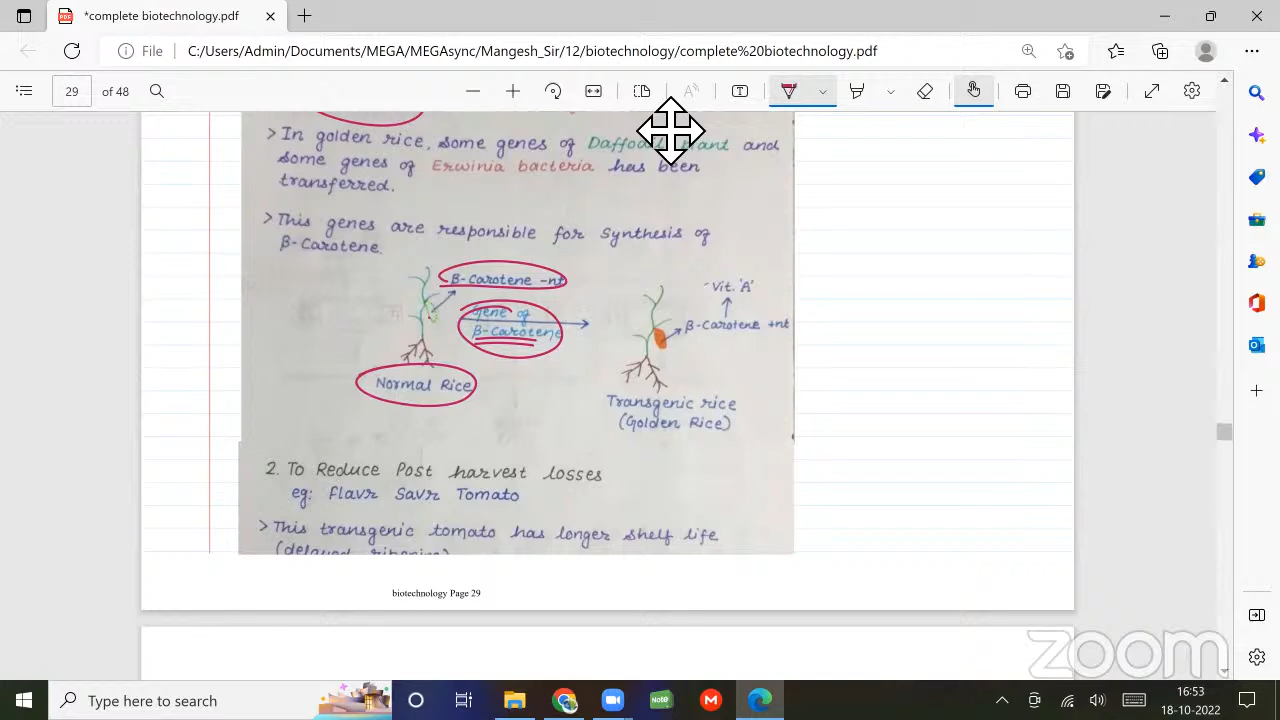 *complete biotechnology.pdf
File
C:/Users/Admin/Documents/MEGA/MEGAsync/Mangesh_Sir/12/biotechnology/complete%20biotechnology.pdf
29 of 48
> In golden rice, some genes of Daffodil plant and
some genes of Erwinia bacteria has been
transferred.
> This genes are responsible for synthesis of
β-Carotene.
β-Carotene -nt
Gene of
β-Carotene
Normal Rice
Vit. 'A'
β-Carotene +nt
Transgenic rice
(Golden Rice)
2. To Reduce Post harvest losses
eg: Flavr Savr Tomato
> This transgenic tomato has longer shelf life
(delayed ripening)
biotechnology Page 29
zoom
Type here to search
Note
16:53
18-10-2022